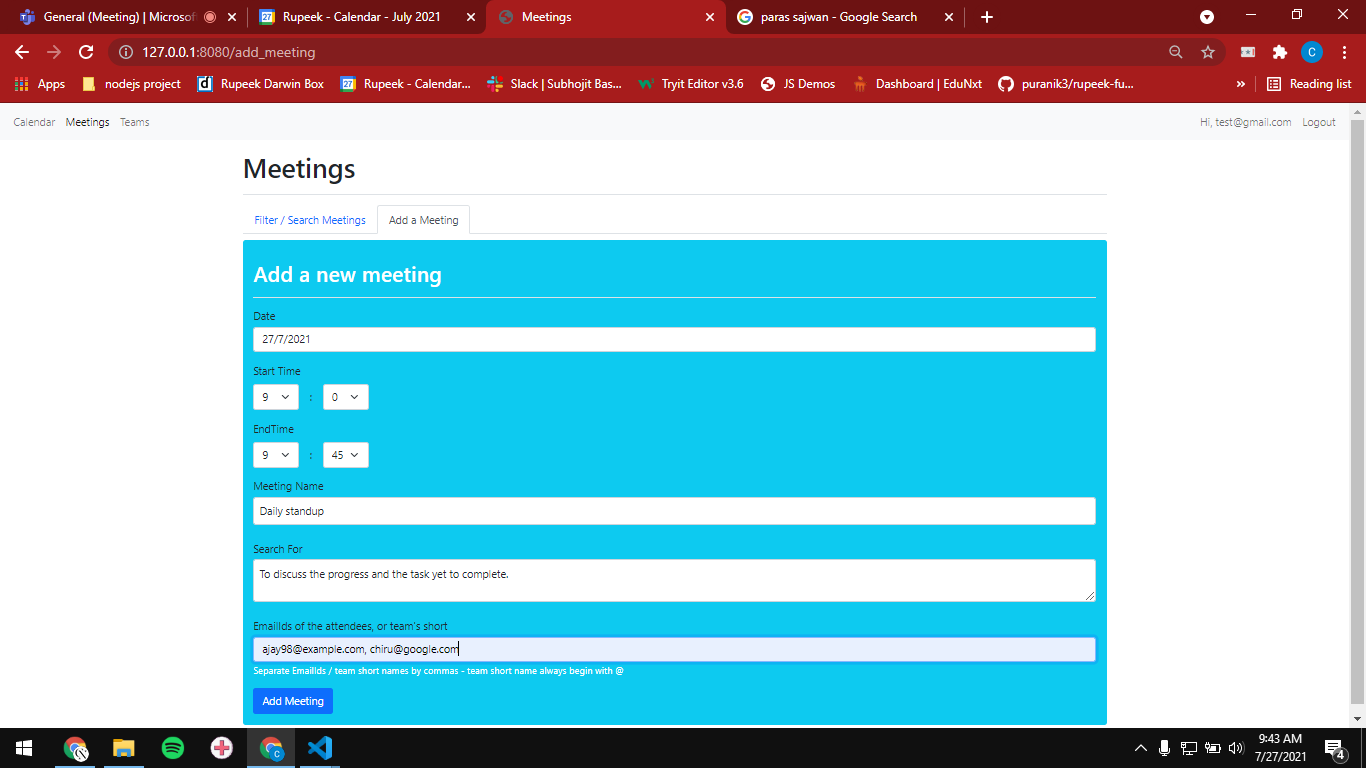 General (Meeting) | Microsof
Rupeek - Calendar - July 2021
Meetings
paras sajwan - Google Search
127.0.0.1:8080/add_meeting
C
Apps
nodejs project
Rupeek Darwin Box
Rupeek - Calendar...
Slack | Subhojit Bas...
Tryit Editor v3.6
JS Demos
Dashboard | EduNxt
puranik3/rupeek-fu...
»
Reading list
Calendar Meetings Teams
Hi, test@gmail.com Logout
Meetings
Filter / Search Meetings
Add a Meeting
Add a new meeting
Date
27/7/2021
Start Time
9 : 0
EndTime
9 : 45
Meeting Name
Daily standup
Search For
To discuss the progress and the task yet to complete.
EmailIds of the attendees, or team's short
ajay98@example.com, chiru@google.com
Separate EmailIds / team short names by commas - team short name always begin with @
Add Meeting
9:43 AM
7/27/2021
4